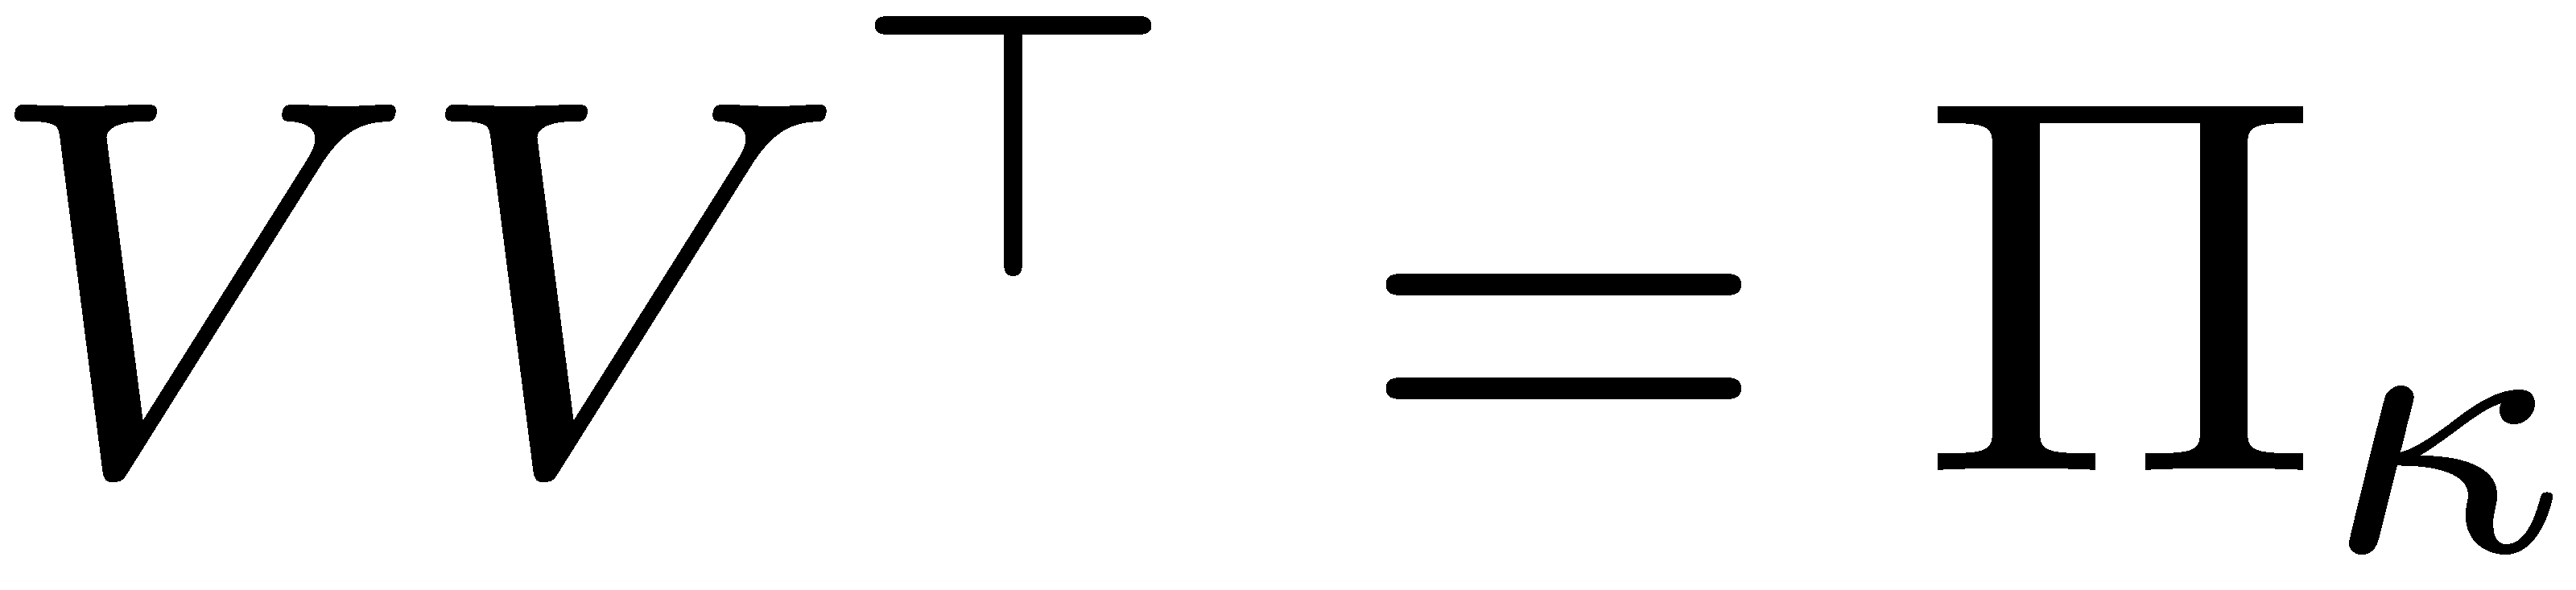 VV^⊤ = Π_κ